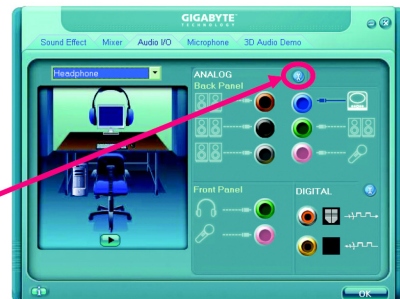 GIGABYTE
TECHNOLOGY
Sound Effect Mixer Audio I/O Microphone 3D Audio Demo
Headphone
ANALOG
Back Panel
Front Panel
DIGITAL
OK